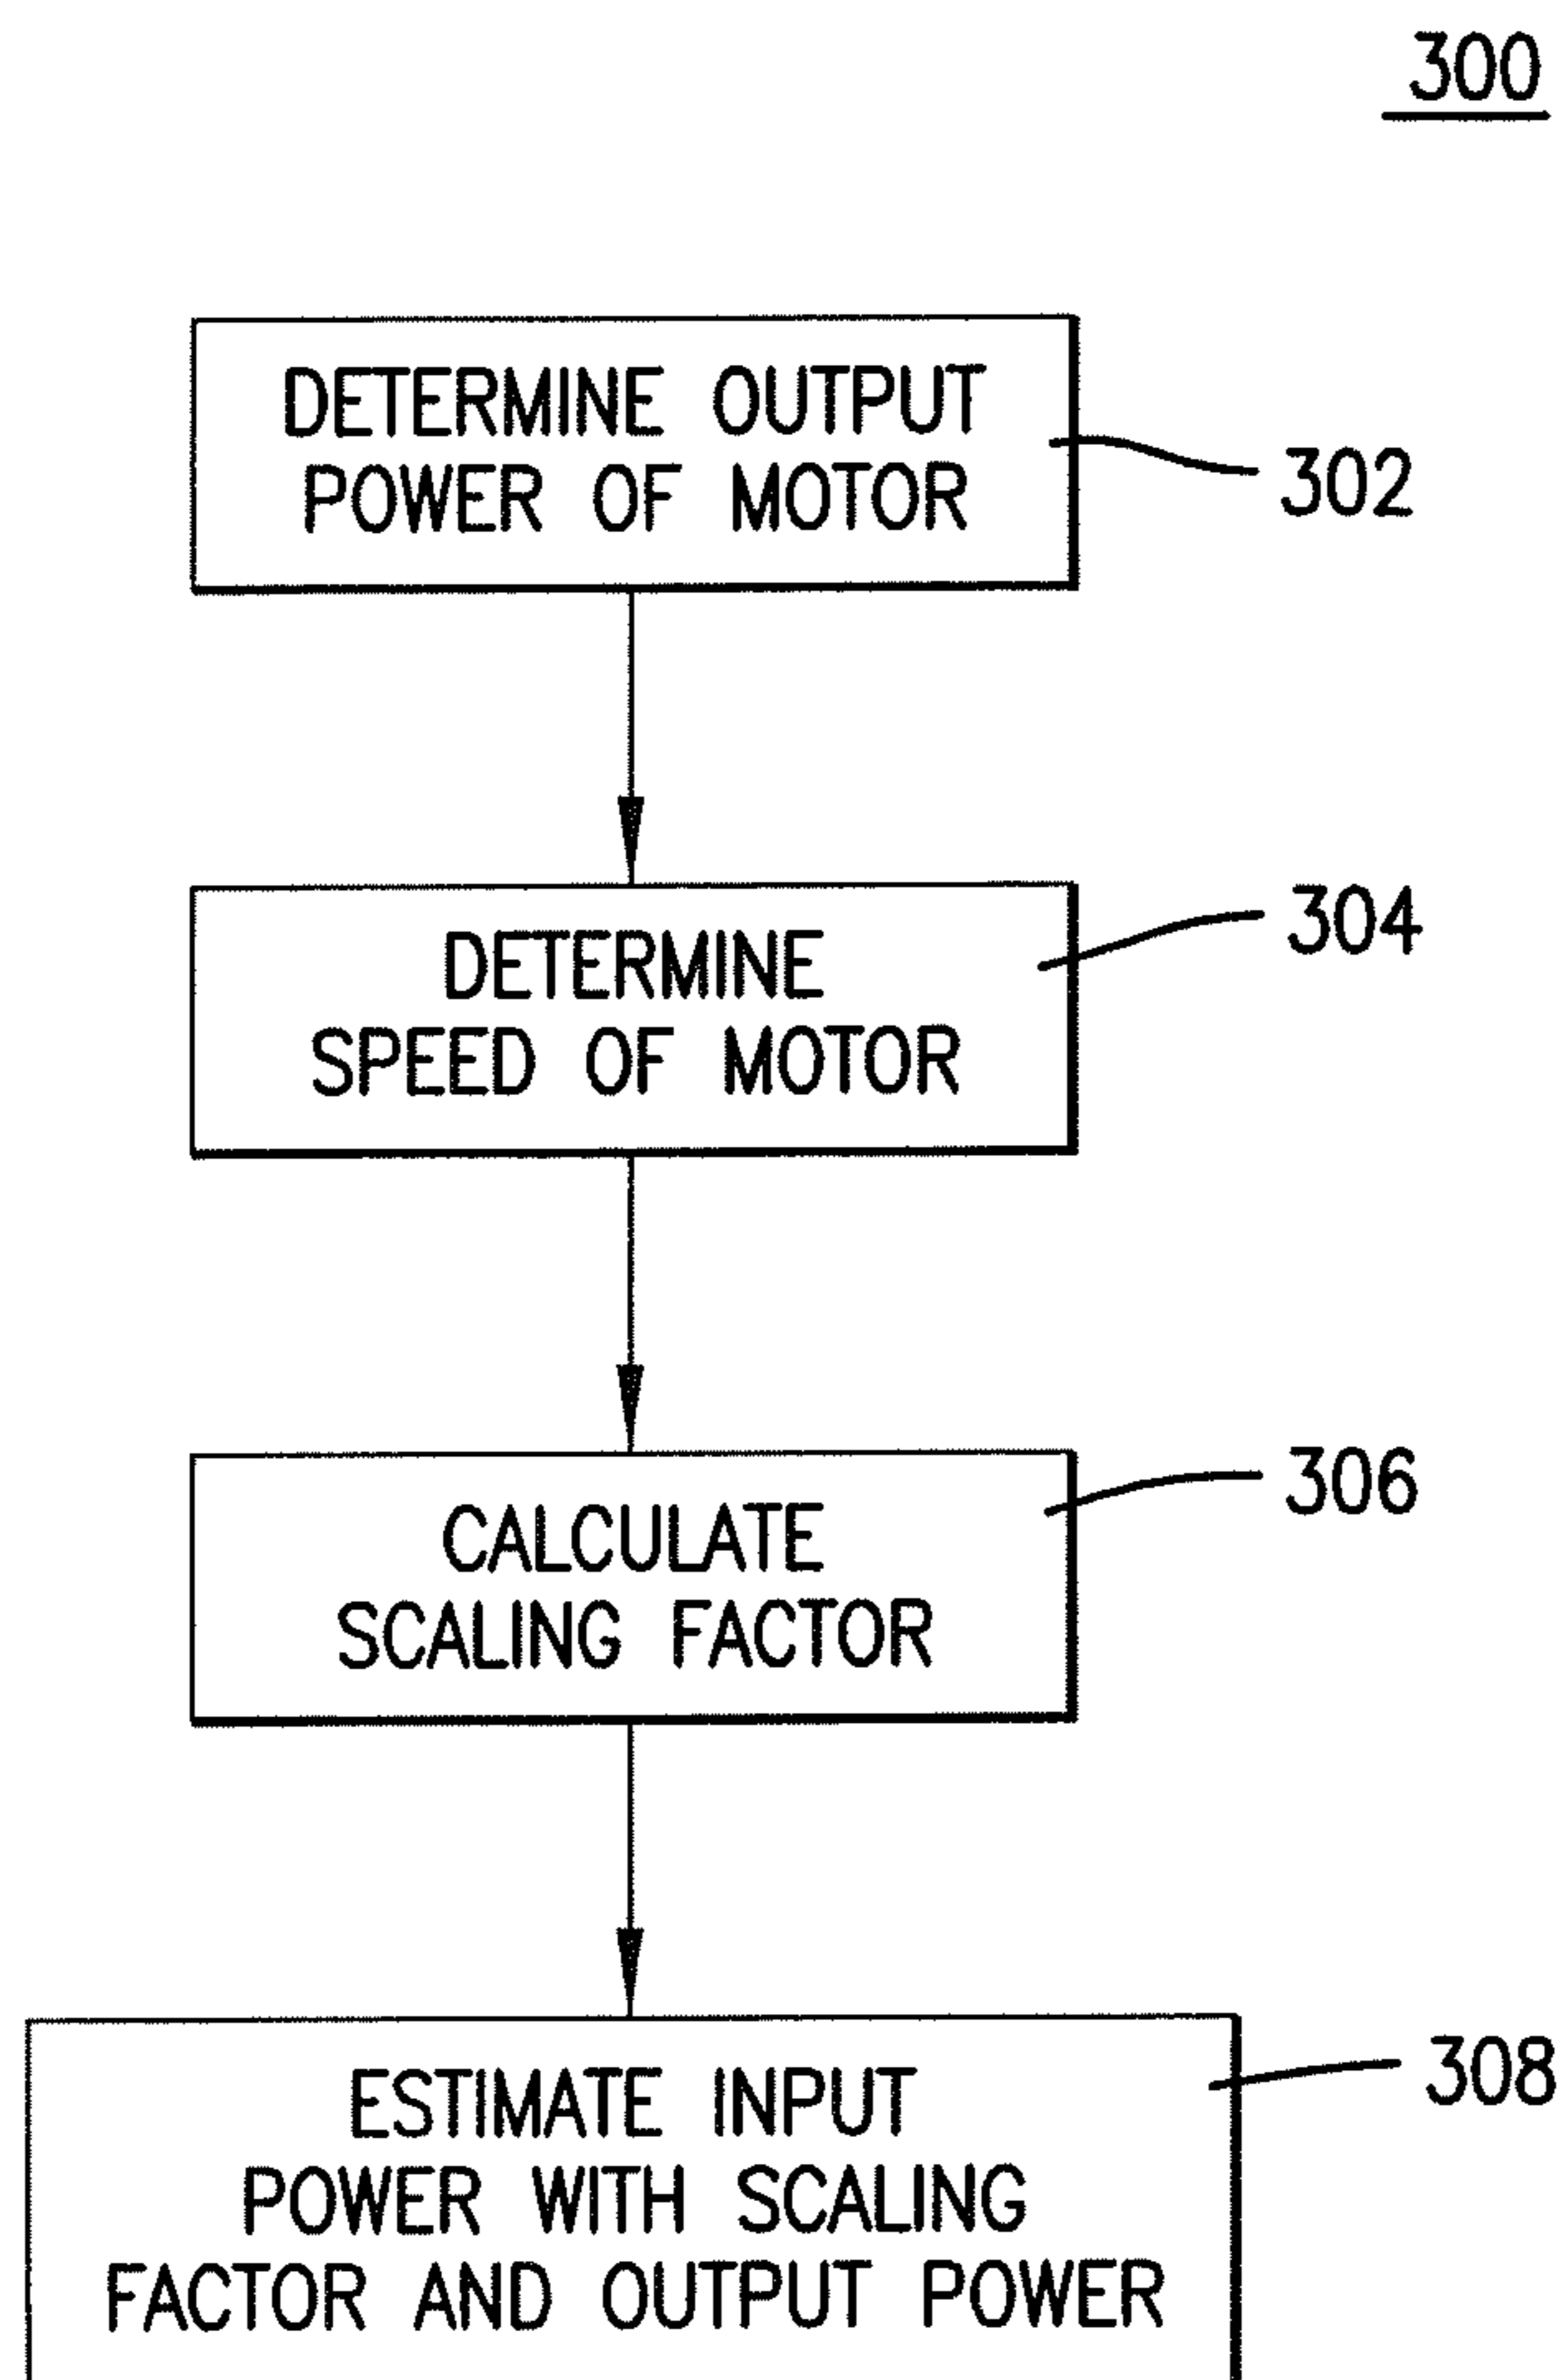 300
DETERMINE OUTPUT
POWER OF MOTOR
302
DETERMINE
SPEED OF MOTOR
304
CALCULATE
SCALING FACTOR
306
ESTIMATE INPUT
POWER WITH SCALING
FACTOR AND OUTPUT POWER
308